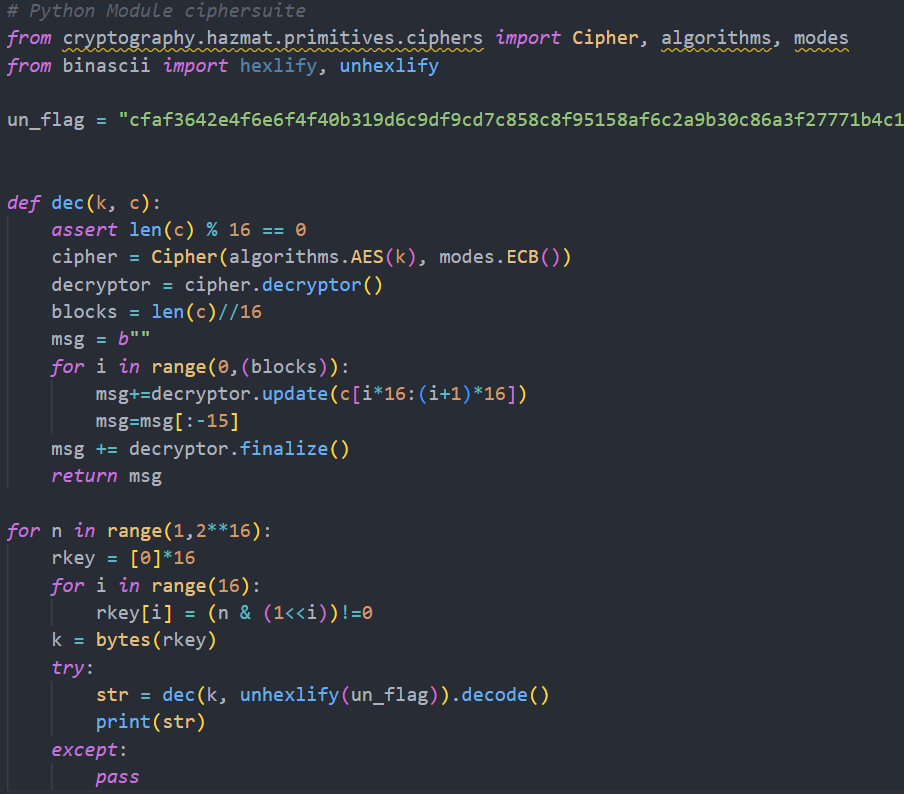 # Python Module ciphersuite
from cryptography.hazmat.primitives.ciphers import Cipher, algorithms, modes
from binascii import hexlify, unhexlify
un_flag = "cfaf3642e4f6e6f4f40b319d6c9df9cd7c858c8f95158af6c2a9b30c86a3f27771b4c1
def dec(k, c):
    assert len(c) % 16 == 0
    cipher = Cipher(algorithms.AES(k), modes.ECB())
    decryptor = cipher.decryptor()
    blocks = len(c)//16
    msg = b""
    for i in range(0,(blocks)):
        msg+=decryptor.update(c[i*16:(i+1)*16])
        msg=msg[:-15]
    msg += decryptor.finalize()
    return msg
for n in range(1,2**16):
    rkey = [0]*16
    for i in range(16):
        rkey[i] = (n & (1<<i))!=0
    k = bytes(rkey)
    try:
        str = dec(k, unhexlify(un_flag)).decode()
        print(str)
    except:
        pass